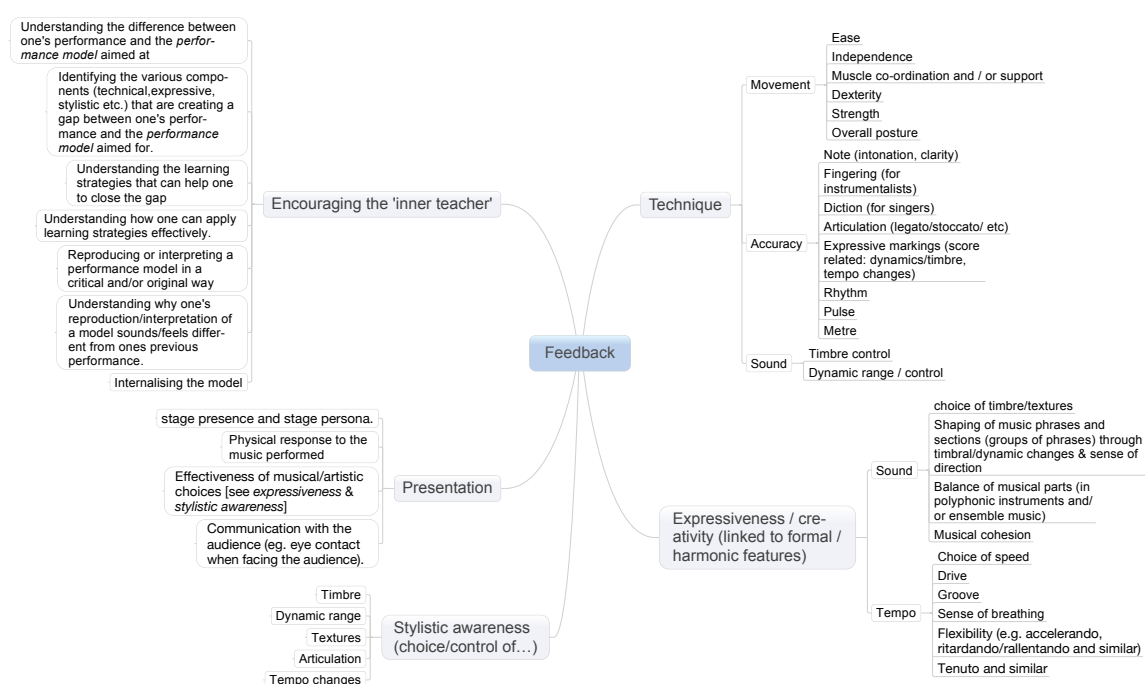 Understanding the difference between
one's performance and the perfor-
mance model aimed at
Identifying the various compo-
nents (technical,expressive,
stylistic etc.) that are creating a
gap between one's perfor-
mance and the performance
model aimed for.
Understanding the learning
strategies that can help one
to close the gap
Understanding how one can apply
learning strategies effectively.
Reproducing or interpreting a
performance model in a
critical and/or original way
Understanding why one's
reproduction/interpretation of
a model sounds/feels differ-
ent from ones previous
performance.
Internalising the model
Encouraging the 'inner teacher'
stage presence and stage persona.
Physical response to the
music performed
Effectiveness of musical/artistic
choices [see expressiveness &
stylistic awareness]
Communication with the
audience (eg. eye contact
when facing the audience).
Presentation
Timbre
Dynamic range
Textures
Articulation
Tempo changes
Stylistic awareness
(choice/control of…)
Feedback
Technique
Movement
Ease
Independence
Muscle co-ordination and / or support
Dexterity
Strength
Overall posture
Accuracy
Note (intonation, clarity)
Fingering (for
instrumentalists)
Diction (for singers)
Articulation (legato/stoccato/ etc)
Expressive markings (score
related: dynamics/timbre,
tempo changes)
Rhythm
Pulse
Metre
Sound
Timbre control
Dynamic range / control
Expressiveness / cre-
ativity (linked to formal /
harmonic features)
Sound
choice of timbre/textures
Shaping of music phrases and
sections (groups of phrases) through
timbral/dynamic changes & sense of
direction
Balance of musical parts (in
polyphonic instruments and/
or ensemble music)
Musical cohesion
Tempo
Choice of speed
Drive
Groove
Sense of breathing
Flexibility (e.g. accelerando,
ritardando/rallentando and similar)
Tenuto and similar